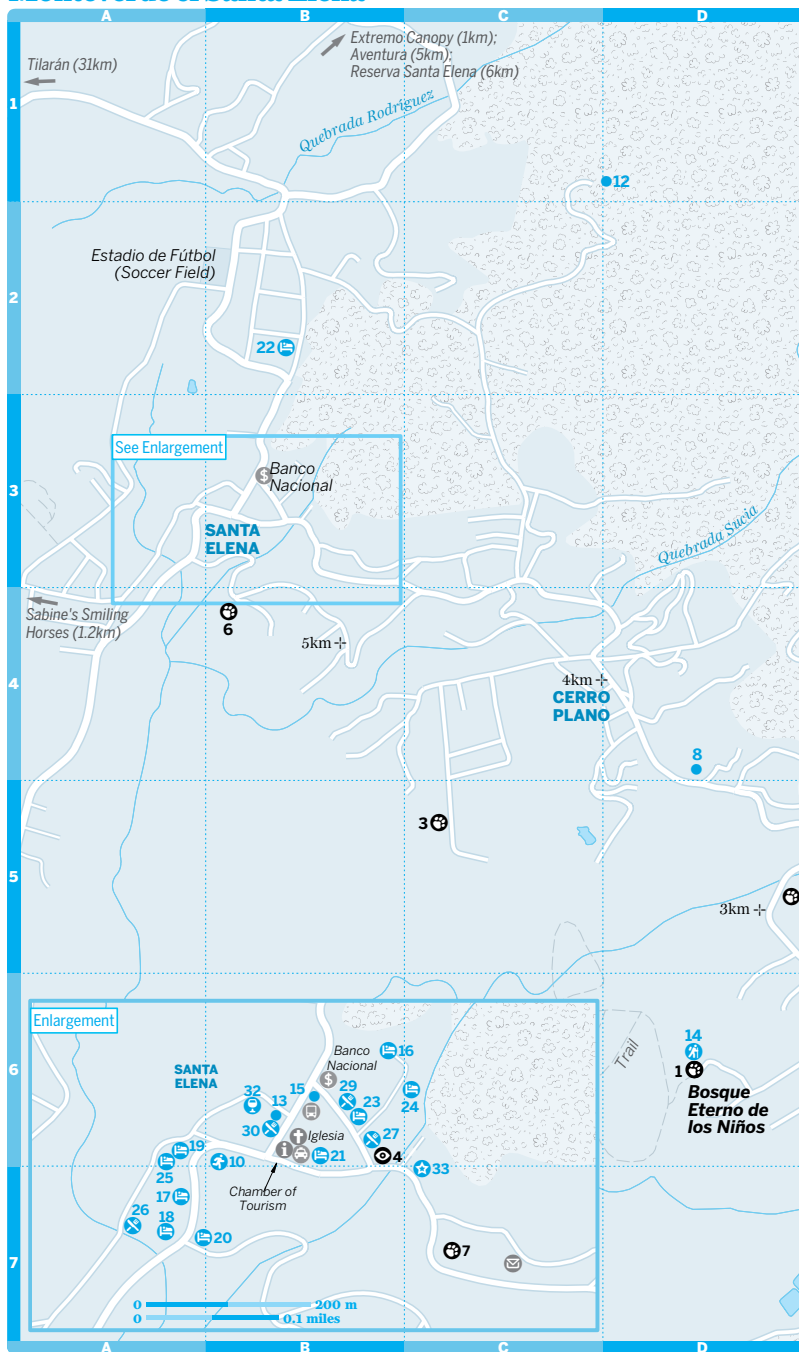 A B C D
Extremo Canopy (1km);
Aventura (5km);
Reserva Santa Elena (6km)
Tilarán (31km)
1
Quebrada Rodríguez
12
Estadio de Fútbol
(Soccer Field)
2
22
See Enlargement
$
Banco
Nacional
3
SANTA
ELENA
Quebrada Sucia
Sabine's Smiling
Horses (1.2km)
6
5km
4
4km
CERRO
PLANO
8
3
5
3km
Enlargement
SANTA
ELENA
Banco
Nacional
$
16
14
6
Trail
1
Bosque
Eterno de
los Niños
32
15
29
24
13
23
30
Iglesia
27
i
19
10
21
4
33
25
Chamber of
Tourism
17
26
18
20
7
7
0 200 m
0 0.1 miles
A B C D